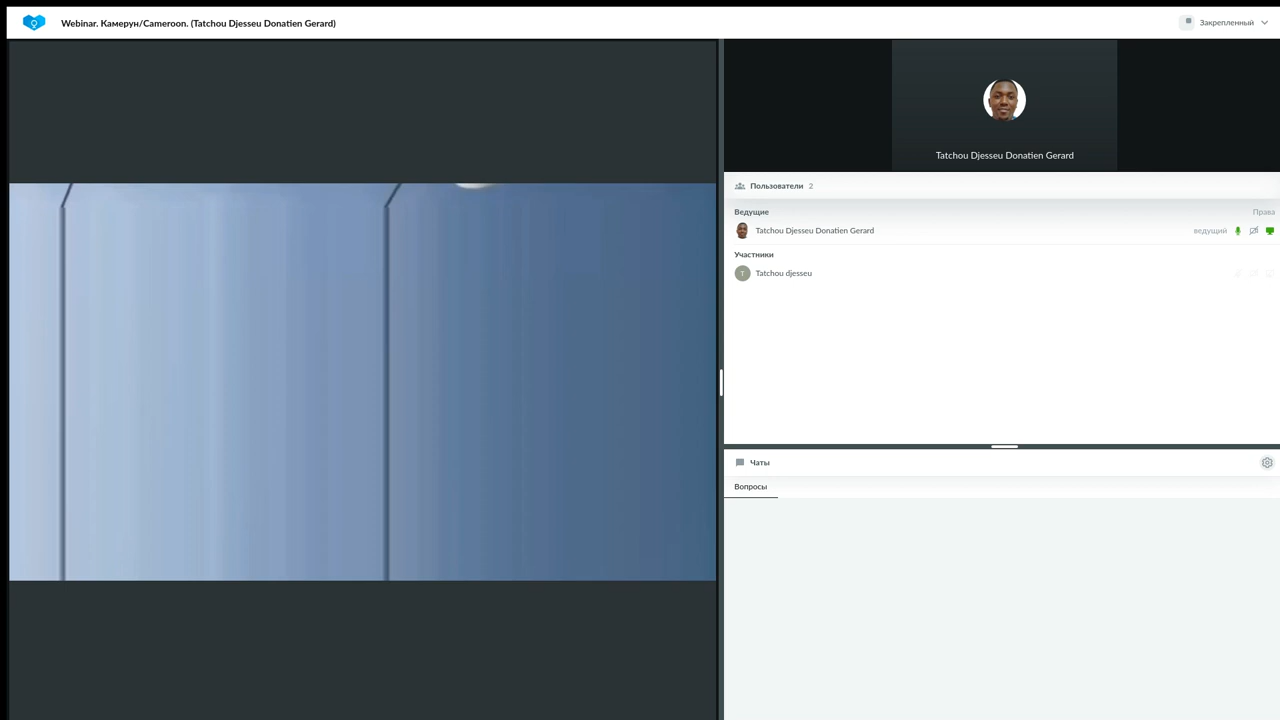 Webinar. Камерун/Cameroon. (Tatchou Djesseu Donatien Gerard)
Закрепленный
Tatchou Djesseu Donatien Gerard
Пользователи 2
Ведущие Права
Tatchou Djesseu Donatien Gerard ведущий
Участники
T Tatchou djesseu
Чаты
Вопросы